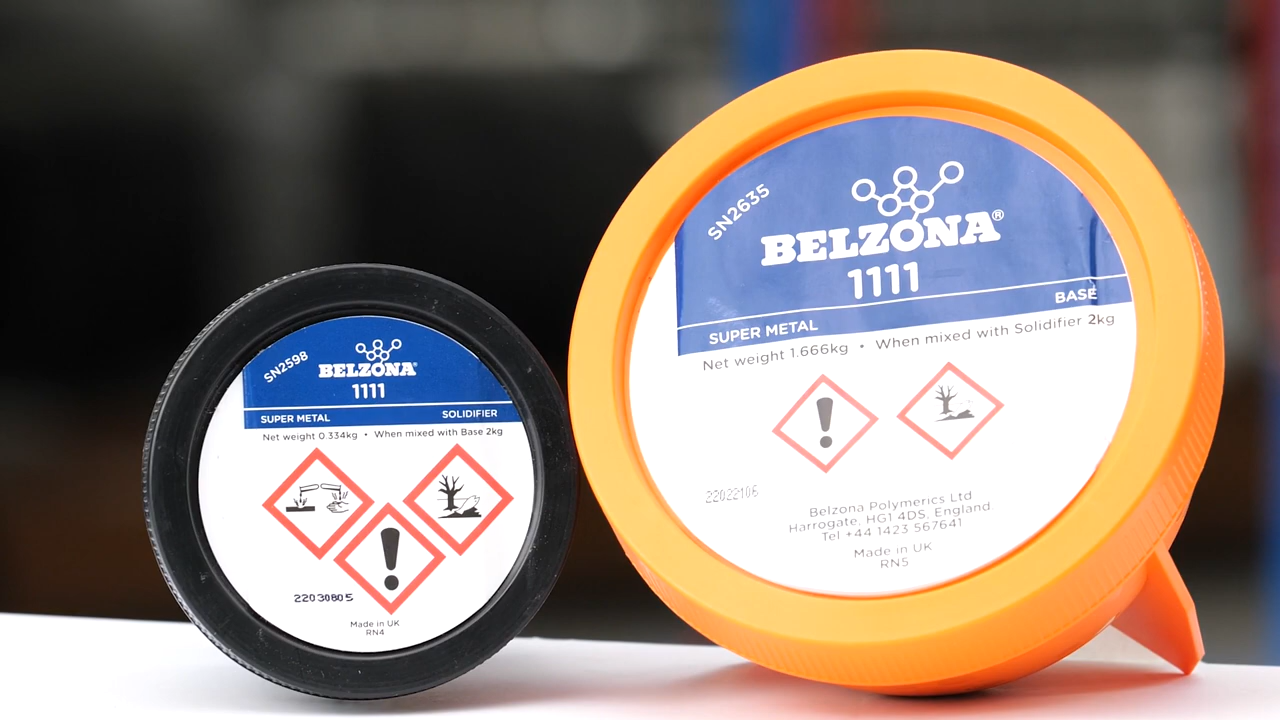 SN2598
BELZONA®
1111
SUPER METAL SOLIDIFIER
Net weight 0.334kg • When mixed with Base 2kg
22030805
Made in UK
RN4
SN2635
BELZONA®
1111
BASE
SUPER METAL
Net weight 1.666kg • When mixed with Solidifier 2kg
22022106
Belzona Polymerics Ltd
Harrogate, HG1 4DS, England.
Tel +44 1423 567641
Made in UK
RN5